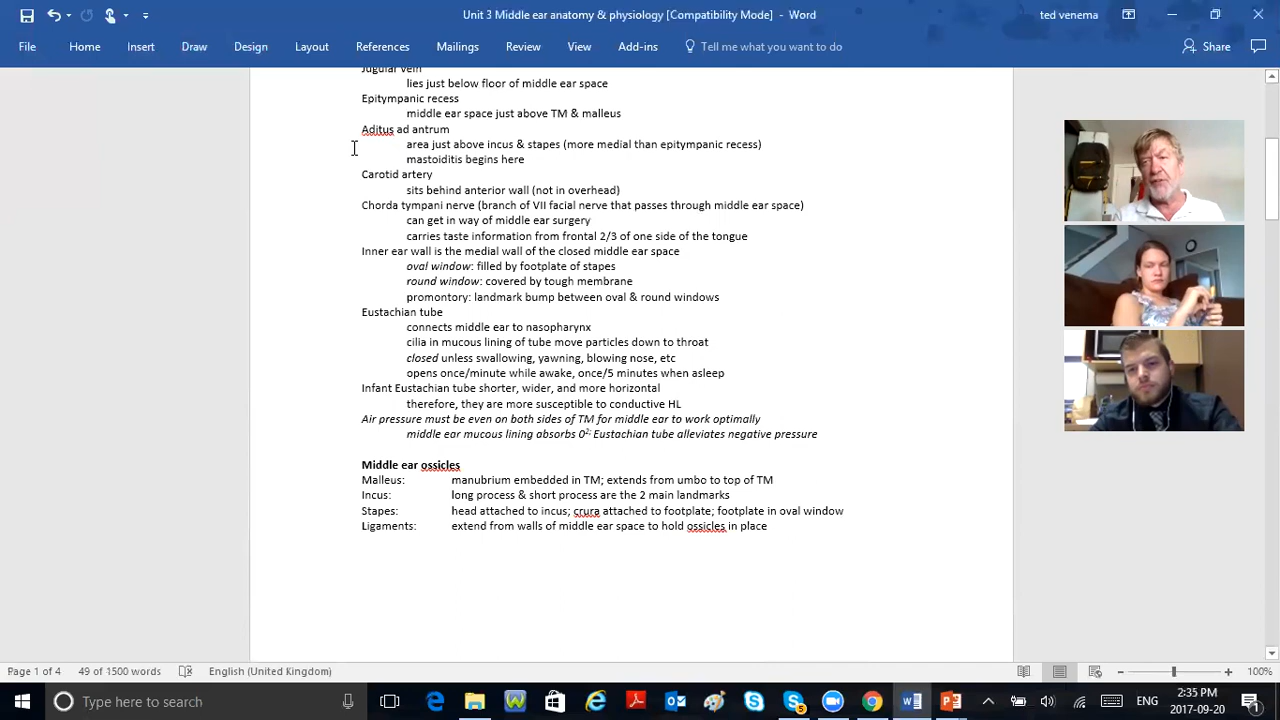 Unit 3 Middle ear anatomy & physiology [Compatibility Mode] - Word
ted venema
File Home Insert Draw Design Layout References Mailings Review View Add-ins Tell me what you want to do Share
Jugular vein
lies just below floor of middle ear space
Epitympanic recess
middle ear space just above TM & malleus
Aditus ad antrum
area just above incus & stapes (more medial than epitympanic recess)
mastoiditis begins here
Carotid artery
sits behind anterior wall (not in overhead)
Chorda tympani nerve (branch of VII facial nerve that passes through middle ear space)
can get in way of middle ear surgery
carries taste information from frontal 2/3 of one side of the tongue
Inner ear wall is the medial wall of the closed middle ear space
oval window: filled by footplate of stapes
round window: covered by tough membrane
promontory: landmark bump between oval & round windows
Eustachian tube
connects middle ear to nasopharynx
cilia in mucous lining of tube move particles down to throat
closed unless swallowing, yawning, blowing nose, etc
opens once/minute while awake, once/5 minutes when asleep
Infant Eustachian tube shorter, wider, and more horizontal
therefore, they are more susceptible to conductive HL
Air pressure must be even on both sides of TM for middle ear to work optimally
middle ear mucous lining absorbs 0²; Eustachian tube alleviates negative pressure
Middle ear ossicles
Malleus: manubrium embedded in TM; extends from umbo to top of TM
Incus: long process & short process are the 2 main landmarks
Stapes: head attached to incus; crura attached to footplate; footplate in oval window
Ligaments: extend from walls of middle ear space to hold ossicles in place
Page 1 of 4 49 of 1500 words English (United Kingdom) 100%
Type here to search
ENG
2:35 PM
2017-09-20